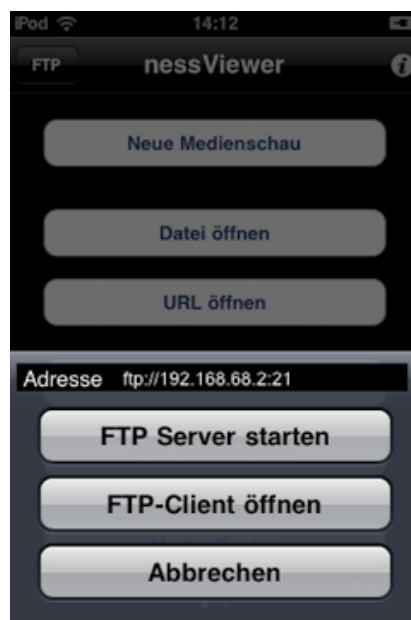 iPod 14:12
FTP nessViewer
Neue Medienschau
Datei öffnen
URL öffnen
Adresse ftp://192.168.68.2:21
FTP Server starten
FTP-Client öffnen
Abbrechen